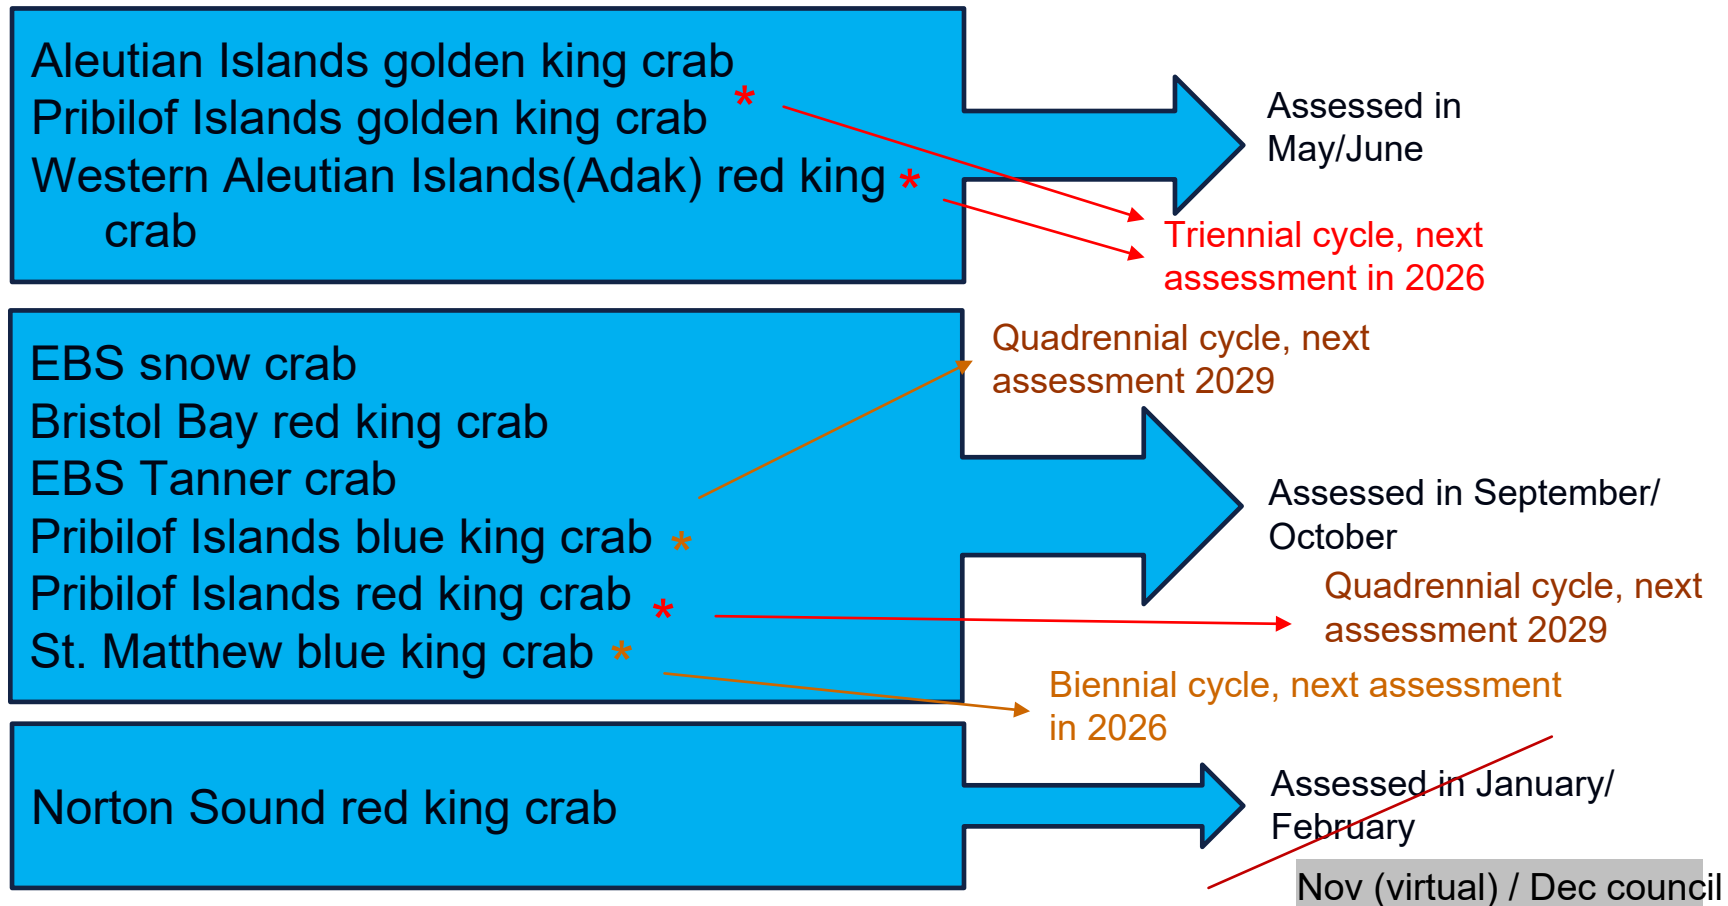 Aleutian Islands golden king crab
Pribilof Islands golden king crab *
Western Aleutian Islands(Adak) red king *
crab
Assessed in
May/June
Triennial cycle, next
assessment in 2026
EBS snow crab
Bristol Bay red king crab
EBS Tanner crab
Pribilof Islands blue king crab *
Pribilof Islands red king crab *
St. Matthew blue king crab *
Quadrennial cycle, next
assessment 2029
Assessed in September/
October
Quadrennial cycle, next
assessment 2029
Biennial cycle, next assessment
in 2026
Norton Sound red king crab
Assessed in January/
February
Nov (virtual) / Dec council